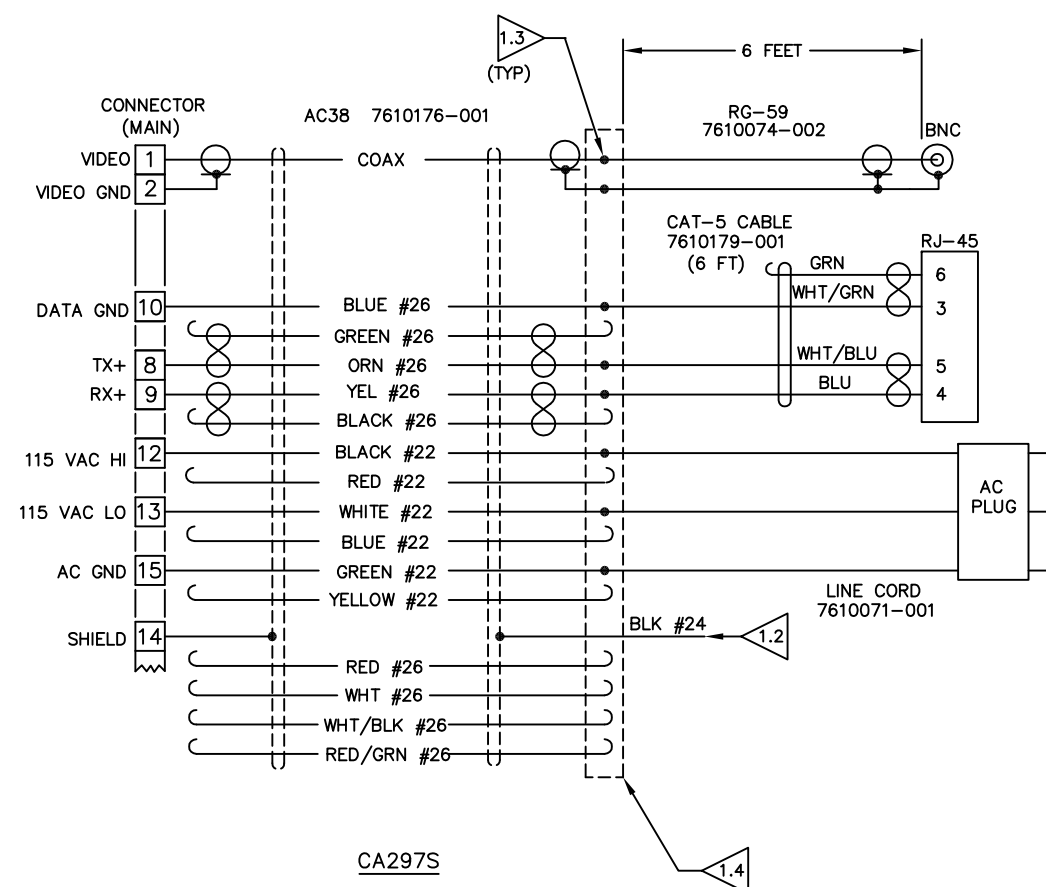 1.3
(TYP)
6 FEET
CONNECTOR
(MAIN)
AC38 7610176-001
RG-59
7610074-002
BNC
VIDEO 1
COAX
VIDEO GND 2
CAT-5 CABLE
7610179-001
(6 FT)
RJ-45
GRN 6
WHT/GRN 3
DATA GND 10 BLUE #26
GREEN #26
TX+ 8 ORN #26 WHT/BLU 5
RX+ 9 YEL #26 BLU 4
BLACK #26
115 VAC HI 12 BLACK #22
RED #22
AC
PLUG
115 VAC LO 13 WHITE #22
BLUE #22
AC GND 15 GREEN #22
LINE CORD
7610071-001
YELLOW #22
SHIELD 14 BLK #24 1.2
RED #26
WHT #26
WHT/BLK #26
RED/GRN #26
CA297S
1.4